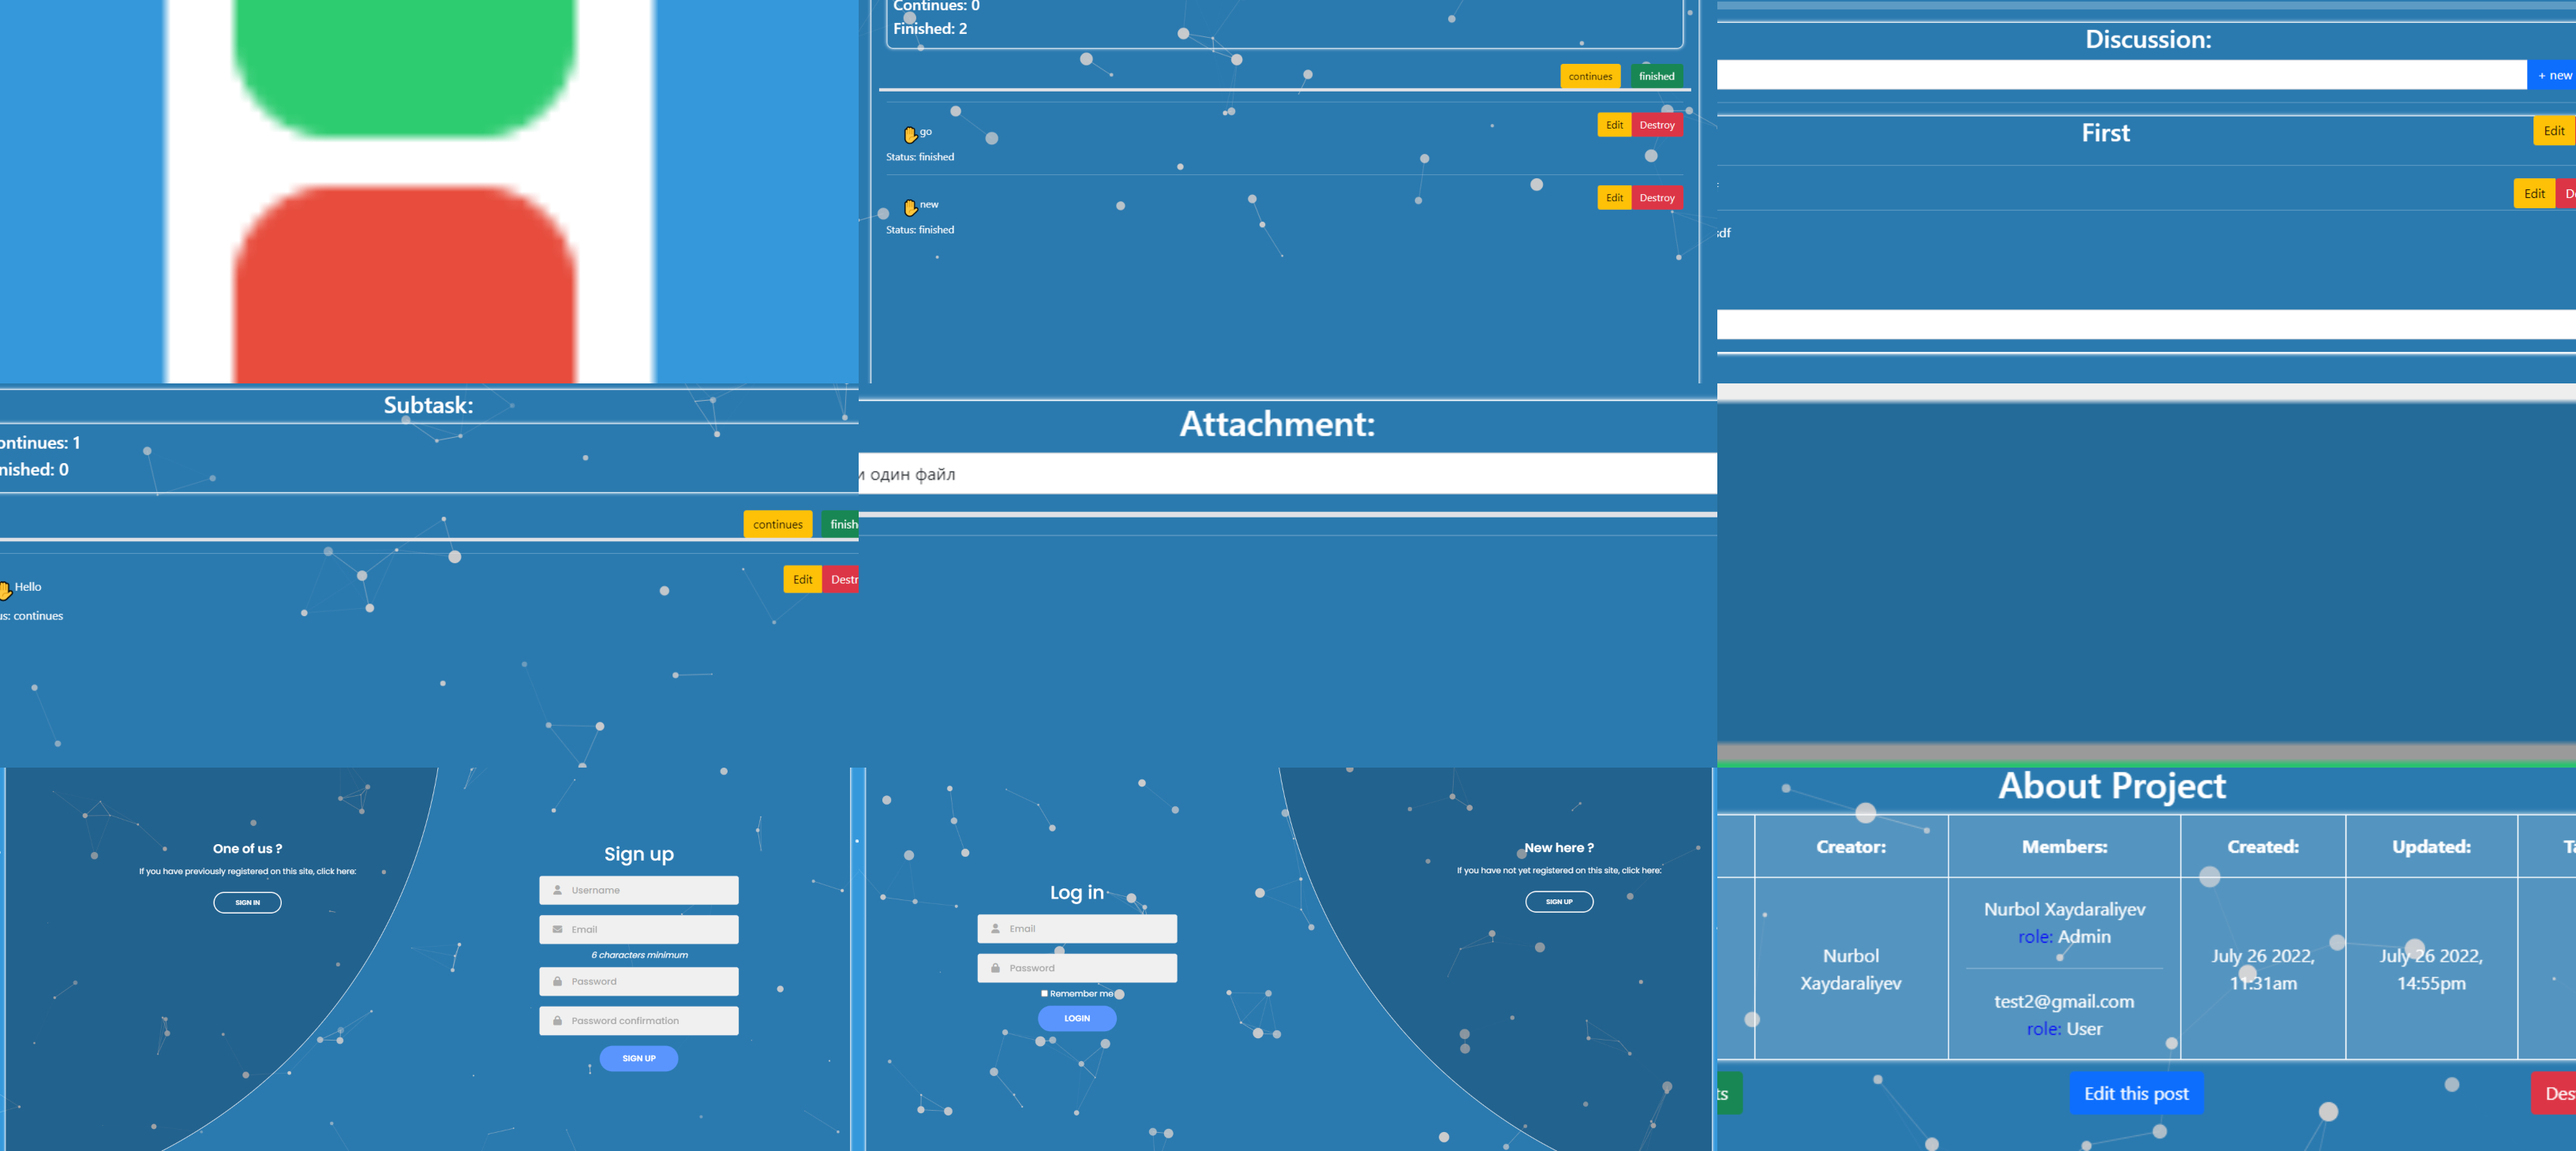 Continues: 0
Finished: 2
continues
finished
go
Edit
Destroy
Status: finished
new
Edit
Destroy
Status: finished
Discussion:
+ new
First
Edit
Edit
D
sdf
Subtask:
ontinues: 1
nished: 0
continues
finish
Hello
Edit
Destr
us: continues
Attachment:
и один файл
One of us ?
If you have previously registered on this site, click here:
SIGN IN
Sign up
Username
Email
6 characters minimum
Password
Password confirmation
SIGN UP
Log in
Email
Password
Remember me
LOGIN
New here ?
If you have not yet registered on this site, click here:
SIGN UP
About Project
Creator:
Members:
Created:
Updated:
Ta
Nurbol
Xaydaraliyev
Nurbol Xaydaraliyev
role: Admin
test2@gmail.com
role: User
July 26 2022,
11:31am
July 26 2022,
14:55pm
ts
Edit this post
Des